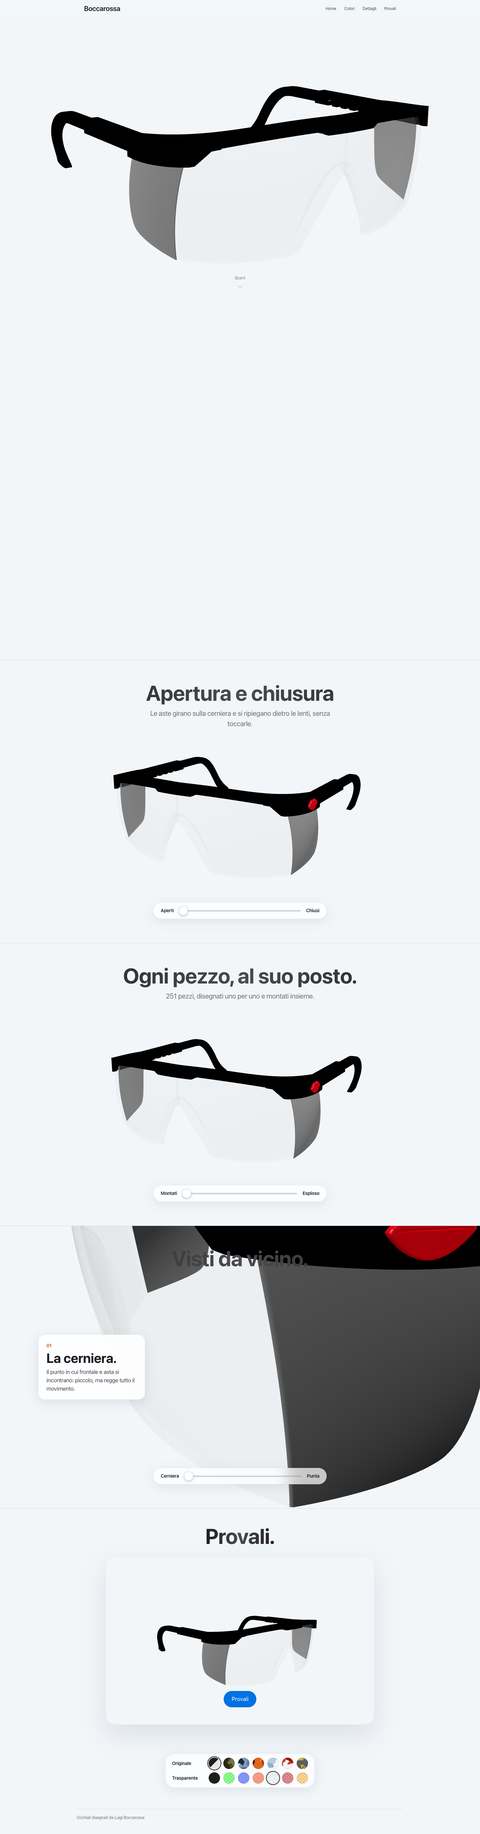 Boccarossa
Home Colori Dettagli Provali
Scorri
Apertura e chiusura
Le aste girano sulla cerniera e si ripiegano dietro le lenti, senza
toccarle.
Aperti Chiusi
Ogni pezzo, al suo posto.
251 pezzi, disegnati uno per uno e montati insieme.
Montati Esploso
Visti da vicino.
01
La cerniera.
Il punto in cui frontale e asta si
incontrano: piccolo, ma regge tutto il
movimento.
Cerniera Punta
Provali.
Provali
Originale
Trasparente
Occhiali disegnati da Luigi Boccarossa